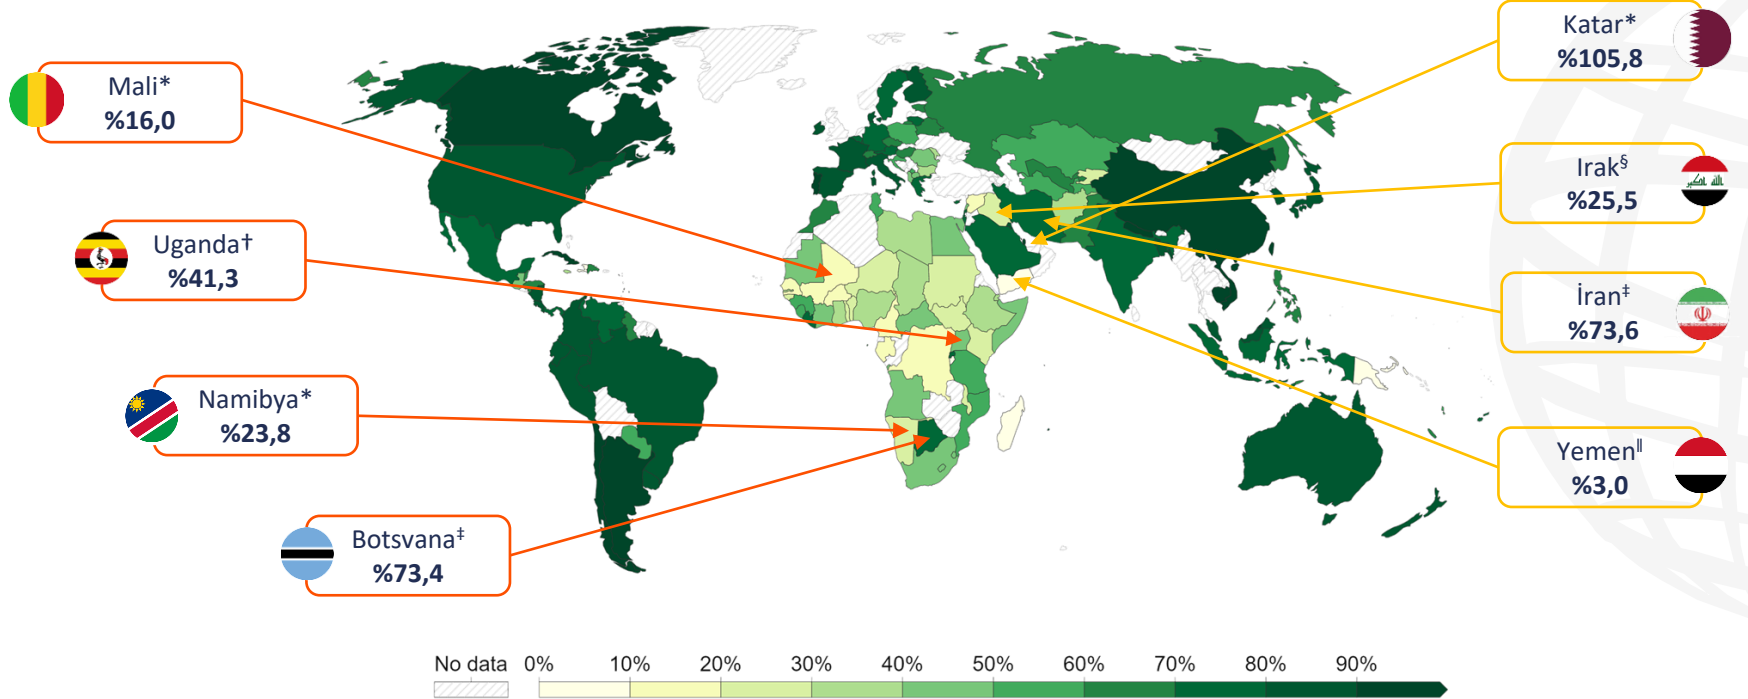 Mali*
%16,0
Uganda†
%41,3
Namibya*
%23,8
Botsvana‡
%73,4
Katar*
%105,8
Irak§
%25,5
İran‡
%73,6
Yemen‖
%3,0
No data 0% 10% 20% 30% 40% 50% 60% 70% 80% 90%